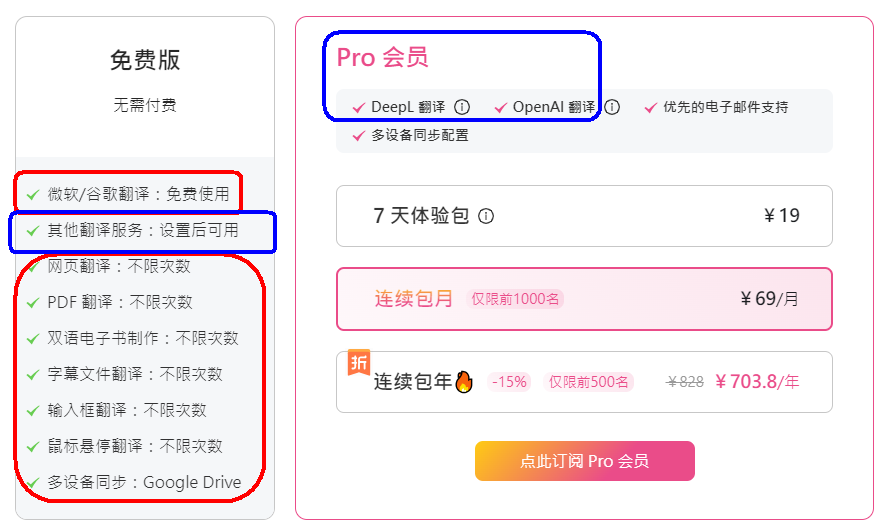 免费版
无需付费
微软/谷歌翻译：免费使用
其他翻译服务：设置后可用
网页翻译：不限次数
PDF 翻译：不限次数
双语电子书制作：不限次数
字幕文件翻译：不限次数
输入框翻译：不限次数
鼠标悬停翻译：不限次数
多设备同步：Google Drive
Pro 会员
DeepL 翻译 OpenAI 翻译 优先的电子邮件支持
多设备同步配置
7 天体验包 ￥19
连续包月 仅限前1000名 ￥69/月
折
连续包年 -15% 仅限前500名 ￥828 ￥703.8/年
点此订阅 Pro 会员